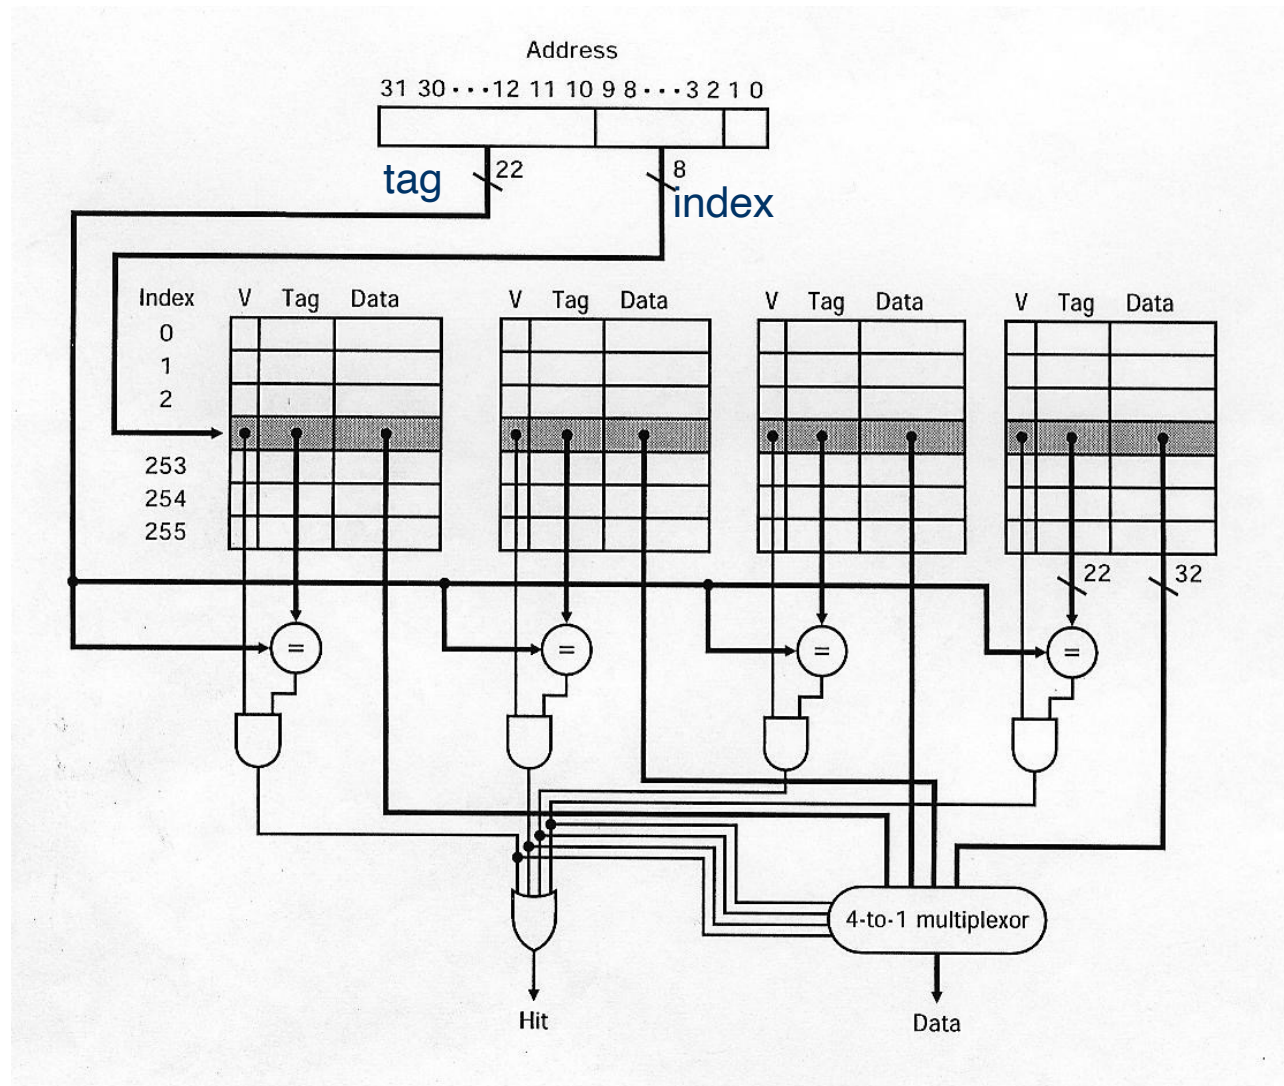 Address
31 30 · · · 12 11 10 9 8 · · · 3 2 1 0
tag
22
8
index
Index
V Tag Data
V Tag Data
V Tag Data
V Tag Data
0
1
2
253
254
255
22
32
=
=
=
=
4-to-1 multiplexor
Hit
Data